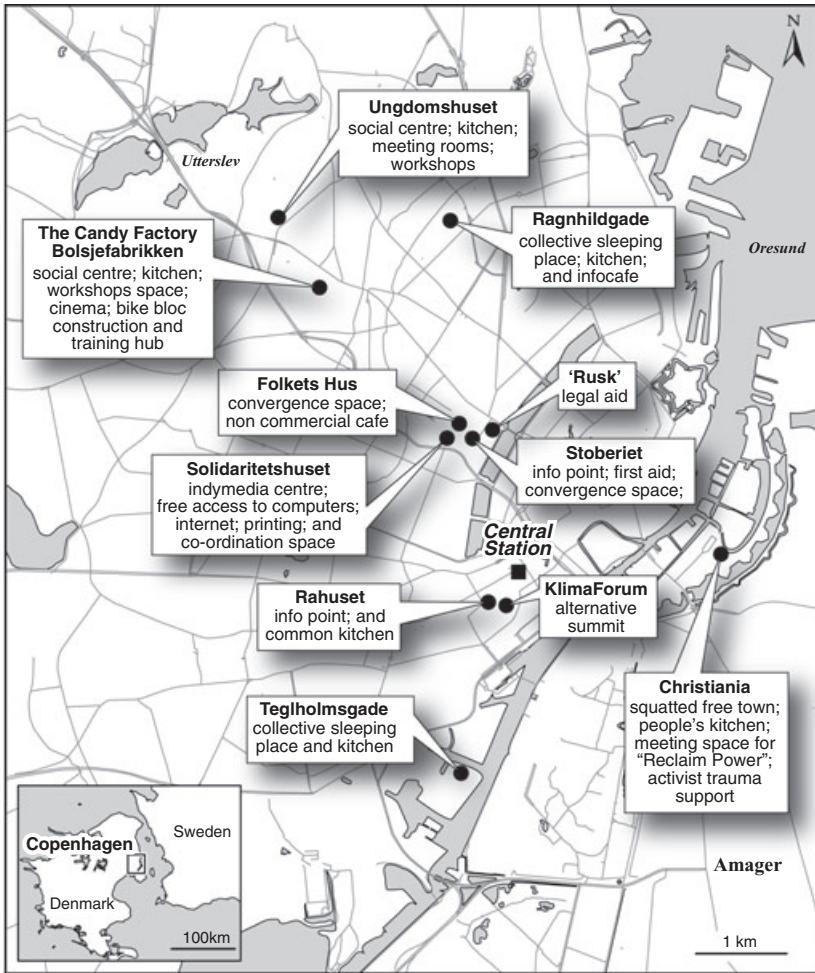 N
Ungdomshuset
social centre; kitchen;
meeting rooms;
workshops
Utterslev
The Candy Factory
Bolsjefabrikken
social centre; kitchen;
workshops space;
cinema; bike bloc
construction and
training hub
Ragnhildgade
collective sleeping
place; kitchen;
and infocafe
Oresund
Folkets Hus
convergence space;
non commercial cafe
'Rusk'
legal aid
Solidaritetshuset
indymedia centre;
free access to computers;
internet; printing; and
co-ordination space
Stoberiet
info point; first aid;
convergence space;
Central
Station
Rahuset
info point; and
common kitchen
KlimaForum
alternative
summit
Teglholmsgade
collective sleeping
place and kitchen
Christiania
squatted free town;
people's kitchen;
meeting space for
“Reclaim Power”;
activist trauma
support
Copenhagen
Sweden
Denmark
100km
Amager
1 km